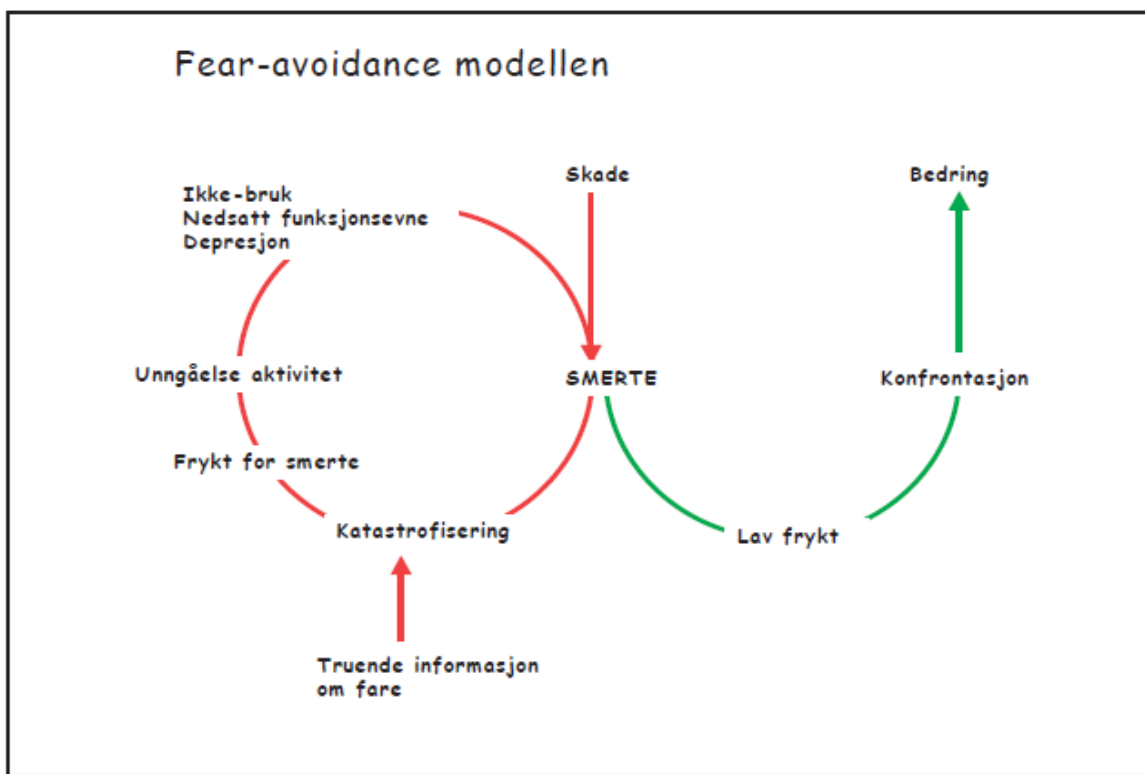 Fear-avoidance modellen
Skade
Bedring
Ikke-bruk
Nedsatt funksjonsevne
Depresjon
Unngåelse aktivitet
SMERTE
Konfrontasjon
Frykt for smerte
Katastrofisering
Lav frykt
Truende informasjon
om fare